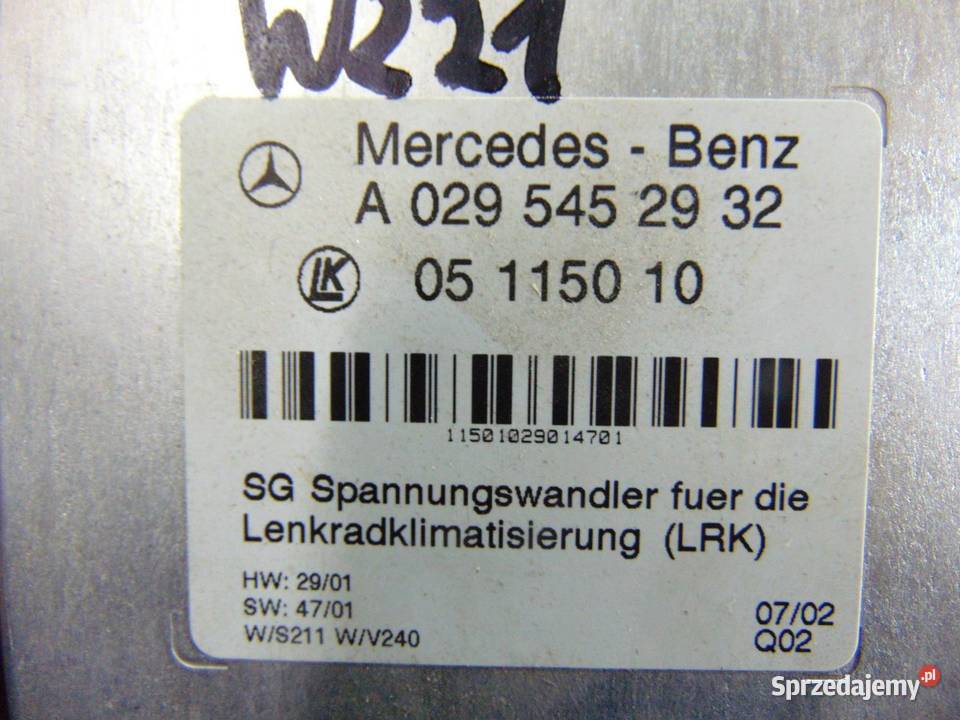 W221
Mercedes - Benz
A 029 545 29 32
LK 05 1150 10
11501029014701
SG Spannungswandler fuer die
Lenkradklimatisierung (LRK)
HW: 29/01
SW: 47/01
W/S211 W/V240
07/02
Q02
Sprzedajemy.pl